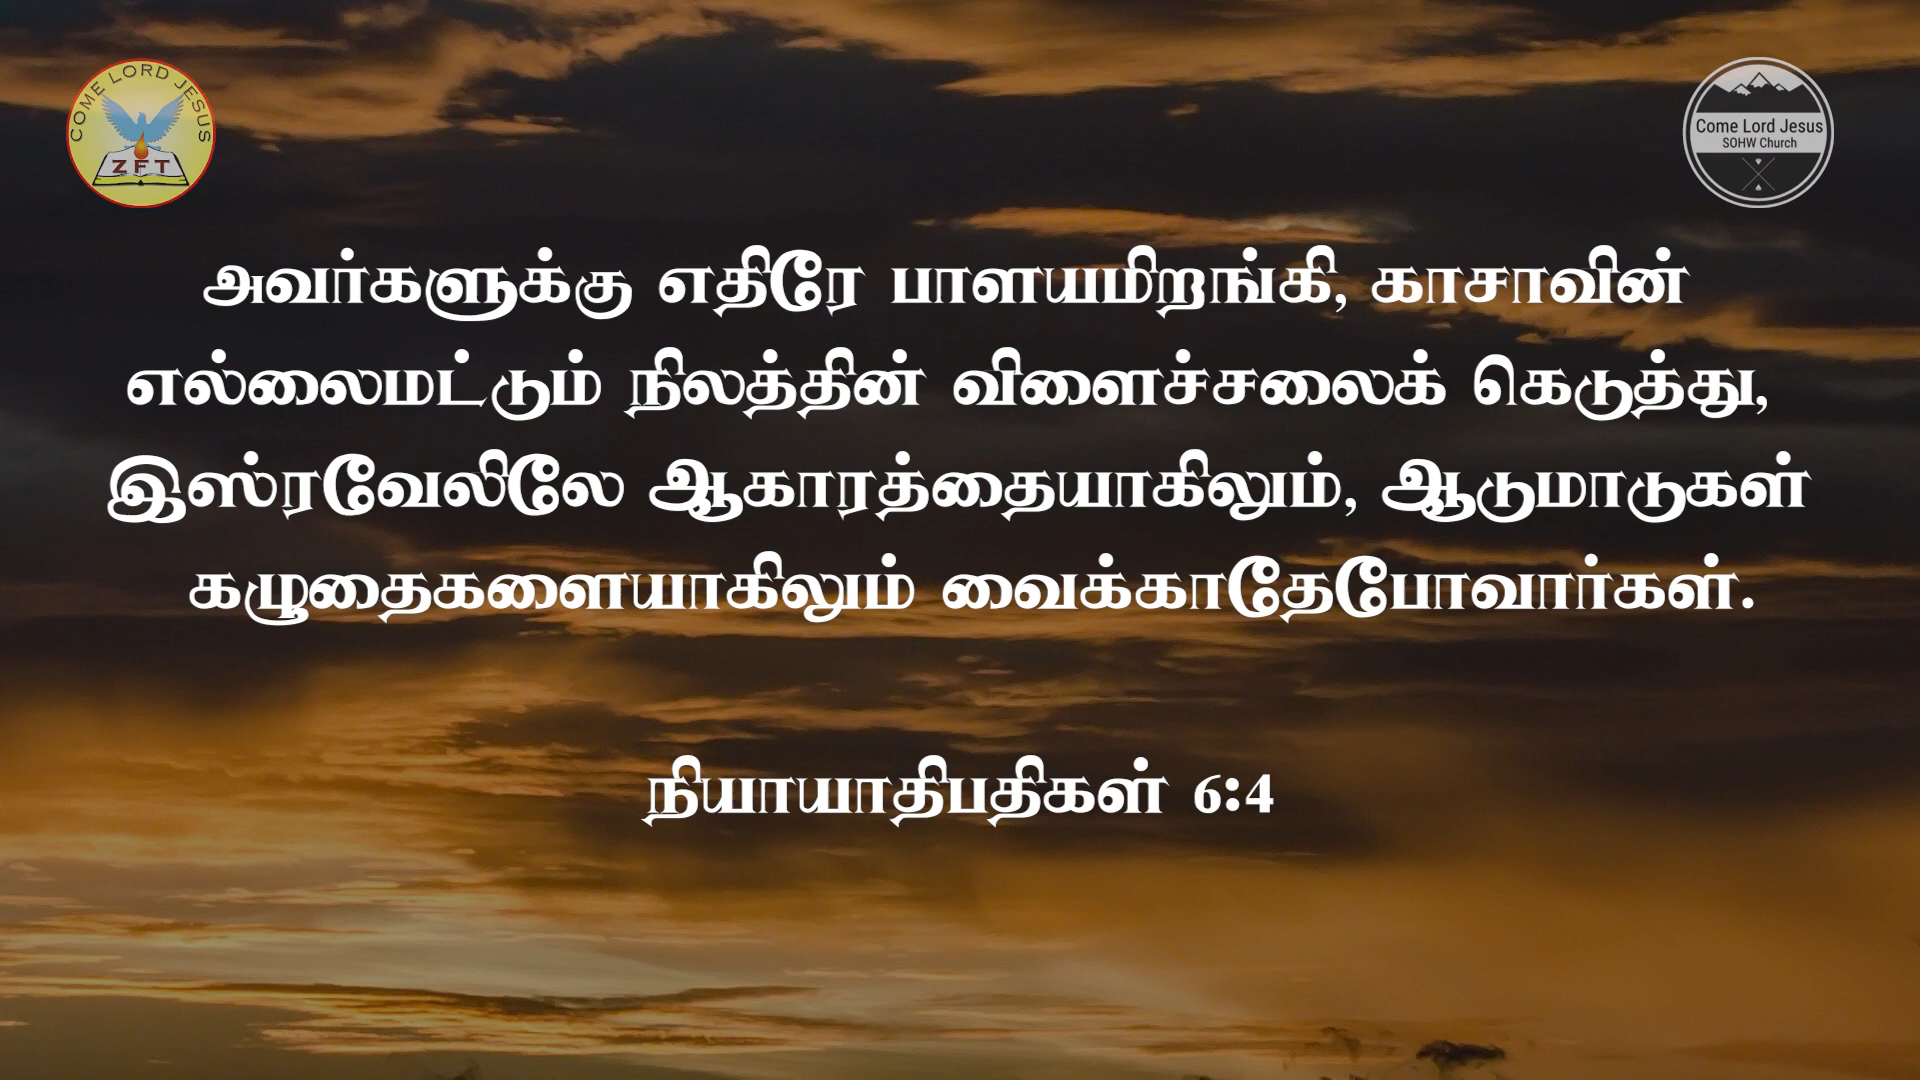 COME LORD JESUS
ZFT
Come Lord Jesus
SOHW Church
அவர்களுக்கு எதிரே பாளயமிறங்கி, காசாவின்
எல்லைமட்டும் நிலத்தின் விளைச்சலைக் கெடுத்து,
இஸ்ரவேலிலே ஆகாரத்தையாகிலும், ஆடுமாடுகள்
கழுதைகளையாகிலும் வைக்காதேபோவார்கள்.
நியாயாதிபதிகள் 6:4